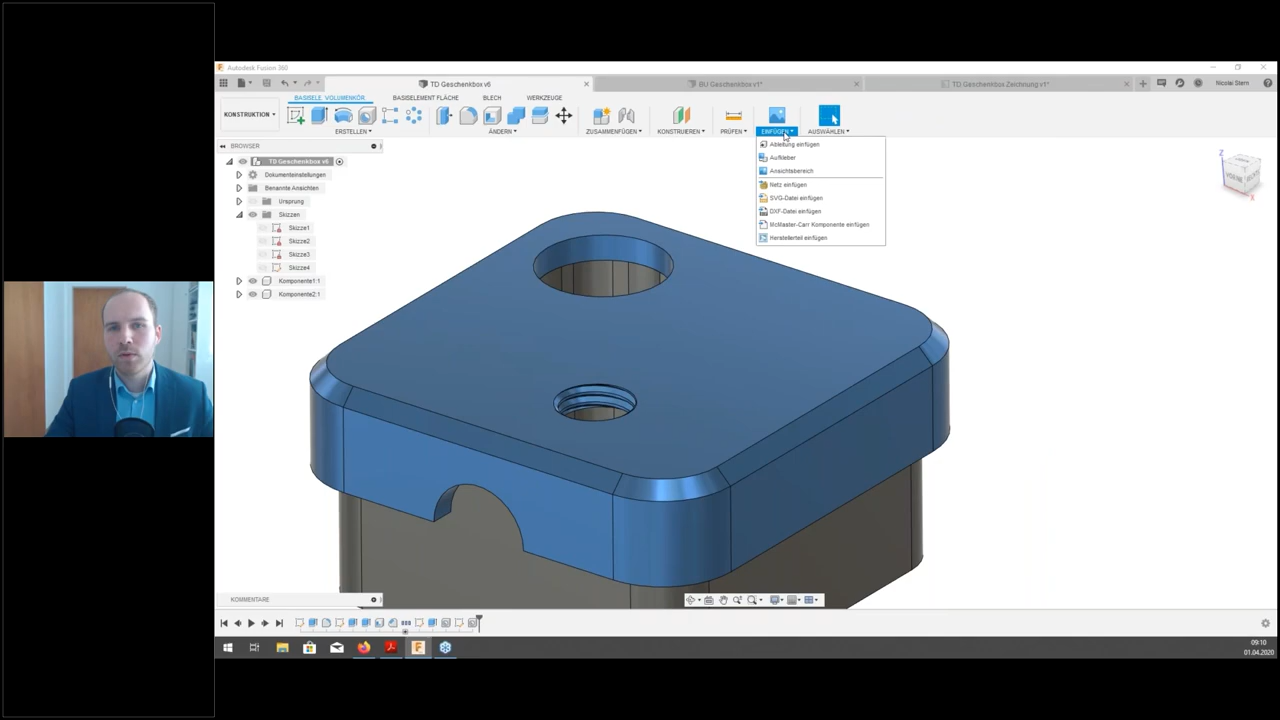 Autodesk Fusion 360
TD Geschenkbox v6
BU Geschenkbox v1*
TD Geschenkbox Zeichnung v1*
Nicolai Stern
KONSTRUKTION
BASISELE. VOLUMENKÖR.
BASISELEMENT FLÄCHE
BLECH
WERKZEUGE
ERSTELLEN
ÄNDERN
ZUSAMMENFÜGEN
KONSTRUIEREN
PRÜFEN
EINFÜGEN
AUSWÄHLEN
Ableitung einfügen
Aufkleber
Ansichtsbereich
Netz einfügen
SVG-Datei einfügen
DXF-Datei einfügen
McMaster-Carr Komponente einfügen
Herstellerteil einfügen
BROWSER
TD Geschenkbox v6
Dokumenteinstellungen
Benannte Ansichten
Ursprung
Skizzen
Skizze1
Skizze2
Skizze3
Skizze4
Komponente1:1
Komponente2:1
Z
X
KOMMENTARE
09:10
01.04.2020